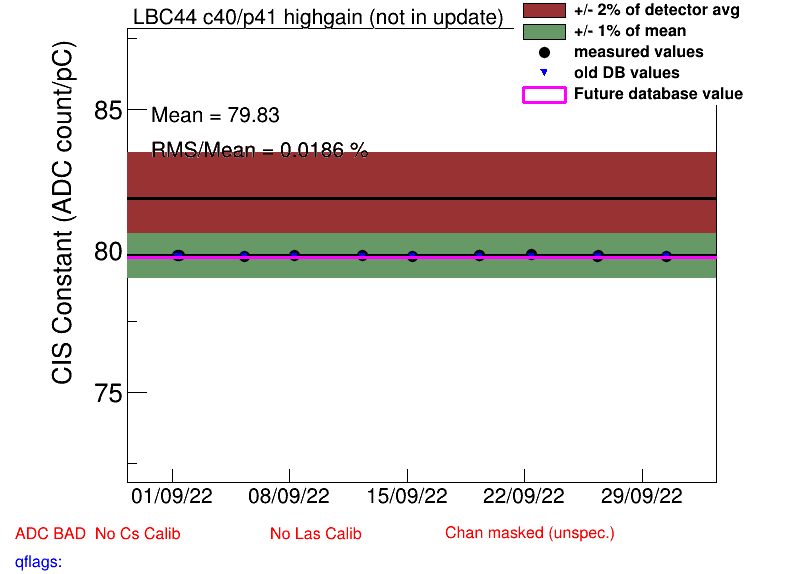 LBC44 c40/p41 highgain (not in update)
+/- 2% of detector avg
+/- 1% of mean
measured values
old DB values
Future database value
CIS Constant (ADC count/pC)
Mean = 79.83
RMS/Mean = 0.0186 %
85
80
75
01/09/22 08/09/22 15/09/22 22/09/22 29/09/22
ADC BAD No Cs Calib No Las Calib Chan masked (unspec.)
qflags: